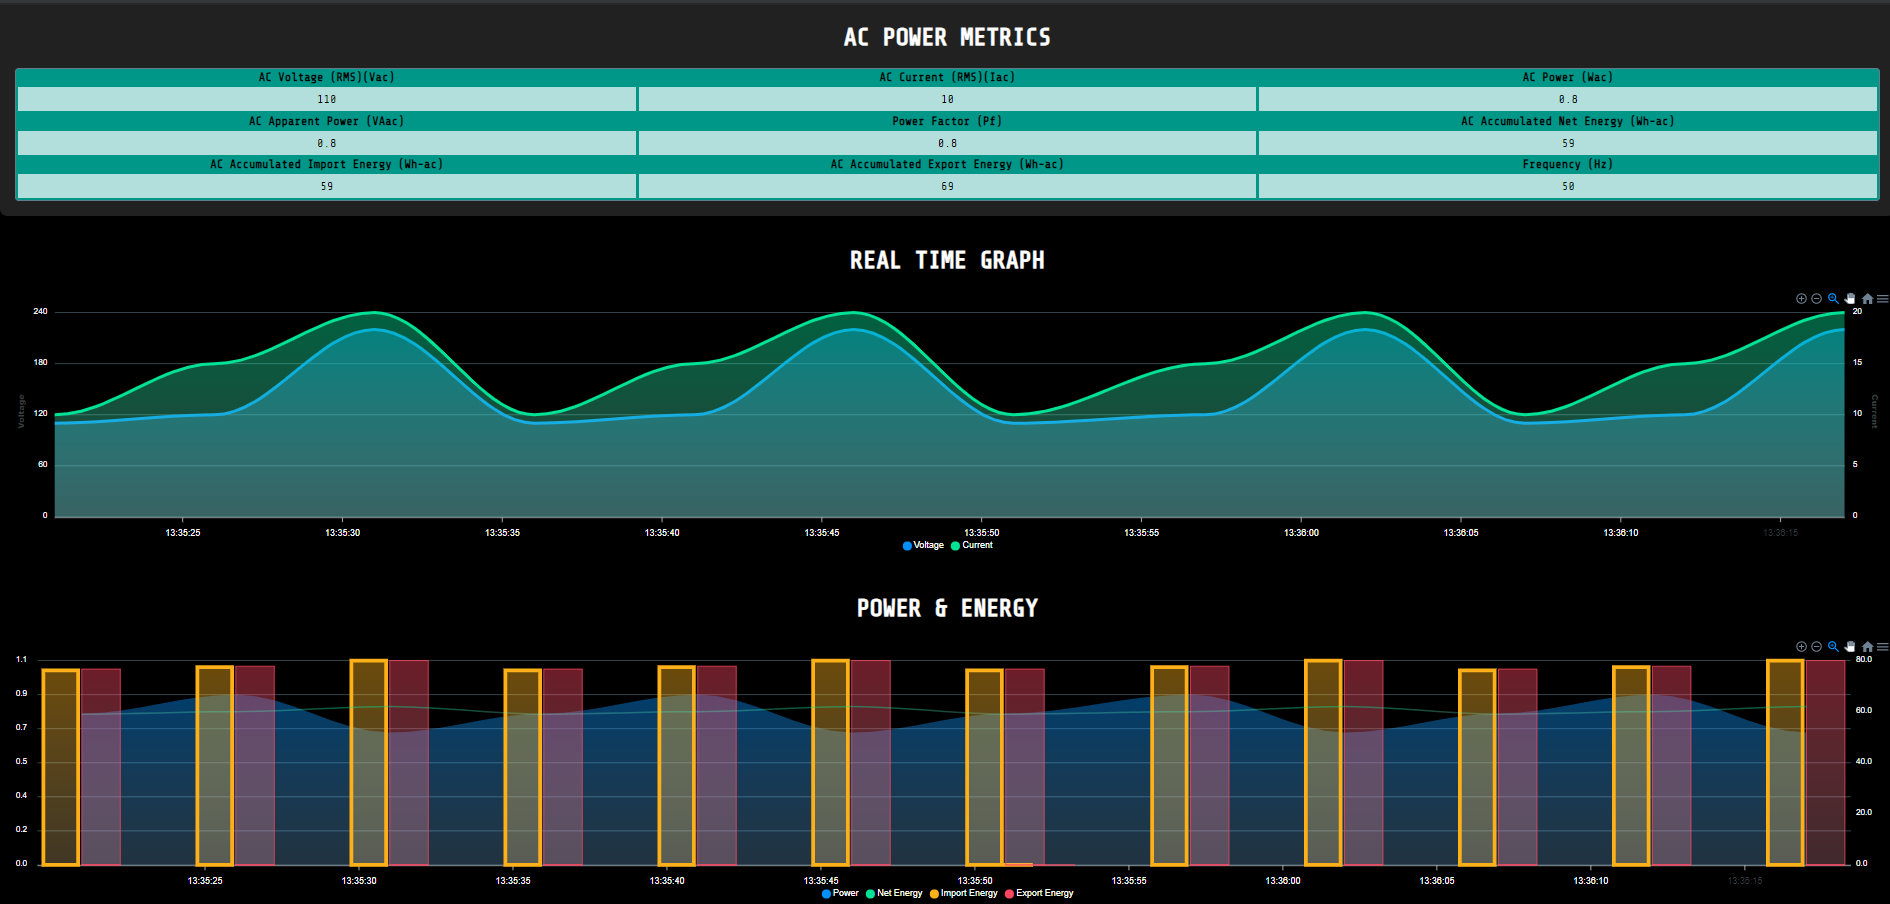 AC POWER METRICS
AC Voltage (RMS)(Vac) AC Current (RMS)(Iac) AC Power (Wac)
110 10 0.8
AC Apparent Power (VAac) Power Factor (Pf) AC Accumulated Net Energy (Wh-ac)
0.8 0.8 59
AC Accumulated Import Energy (Wh-ac) AC Accumulated Export Energy (Wh-ac) Frequency (Hz)
59 69 50
REAL TIME GRAPH
240 20
180 15
120 10
60 5
0 0
Voltage
Current
13:35:25 13:35:30 13:35:35 13:35:40 13:35:45 13:35:50 13:35:55 13:36:00 13:36:05 13:36:10 13:36:15
Voltage Current
POWER & ENERGY
1.1 80.0
0.9
0.7 60.0
0.5 40.0
0.4
0.2 20.0
0.0 0.0
13:35:25 13:35:30 13:35:35 13:35:40 13:35:45 13:35:50 13:35:55 13:36:00 13:36:05 13:36:10 13:36:15
Power Net Energy Import Energy Export Energy